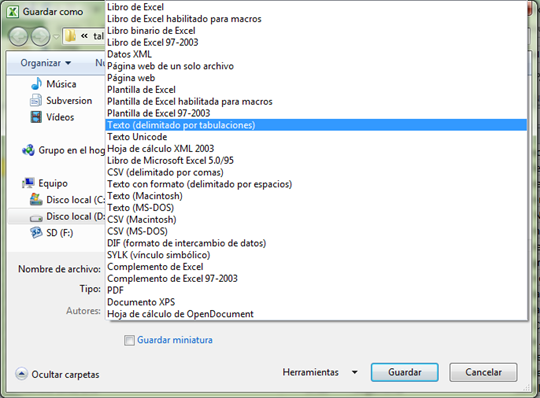 Guardar como
« tal
Organizar
Nu
Música
Subversion
Vídeos
Grupo en el hog
Equipo
Disco local (C:
Disco local (D:
SD (F:)
Libro de Excel
Libro de Excel habilitado para macros
Libro binario de Excel
Libro de Excel 97-2003
Datos XML
Página web de un solo archivo
Página web
Plantilla de Excel
Plantilla de Excel habilitada para macros
Plantilla de Excel 97-2003
Texto (delimitado por tabulaciones)
Texto Unicode
Hoja de cálculo XML 2003
Libro de Microsoft Excel 5.0/95
CSV (delimitado por comas)
Texto con formato (delimitado por espacios)
Texto (Macintosh)
Texto (MS-DOS)
CSV (Macintosh)
CSV (MS-DOS)
DIF (formato de intercambio de datos)
SYLK (vínculo simbólico)
Complemento de Excel
Complemento de Excel 97-2003
PDF
Documento XPS
Hoja de cálculo de OpenDocument
Nombre de archivo:
Tipo:
Autores:
Guardar miniatura
Ocultar carpetas
Herramientas
Guardar
Cancelar